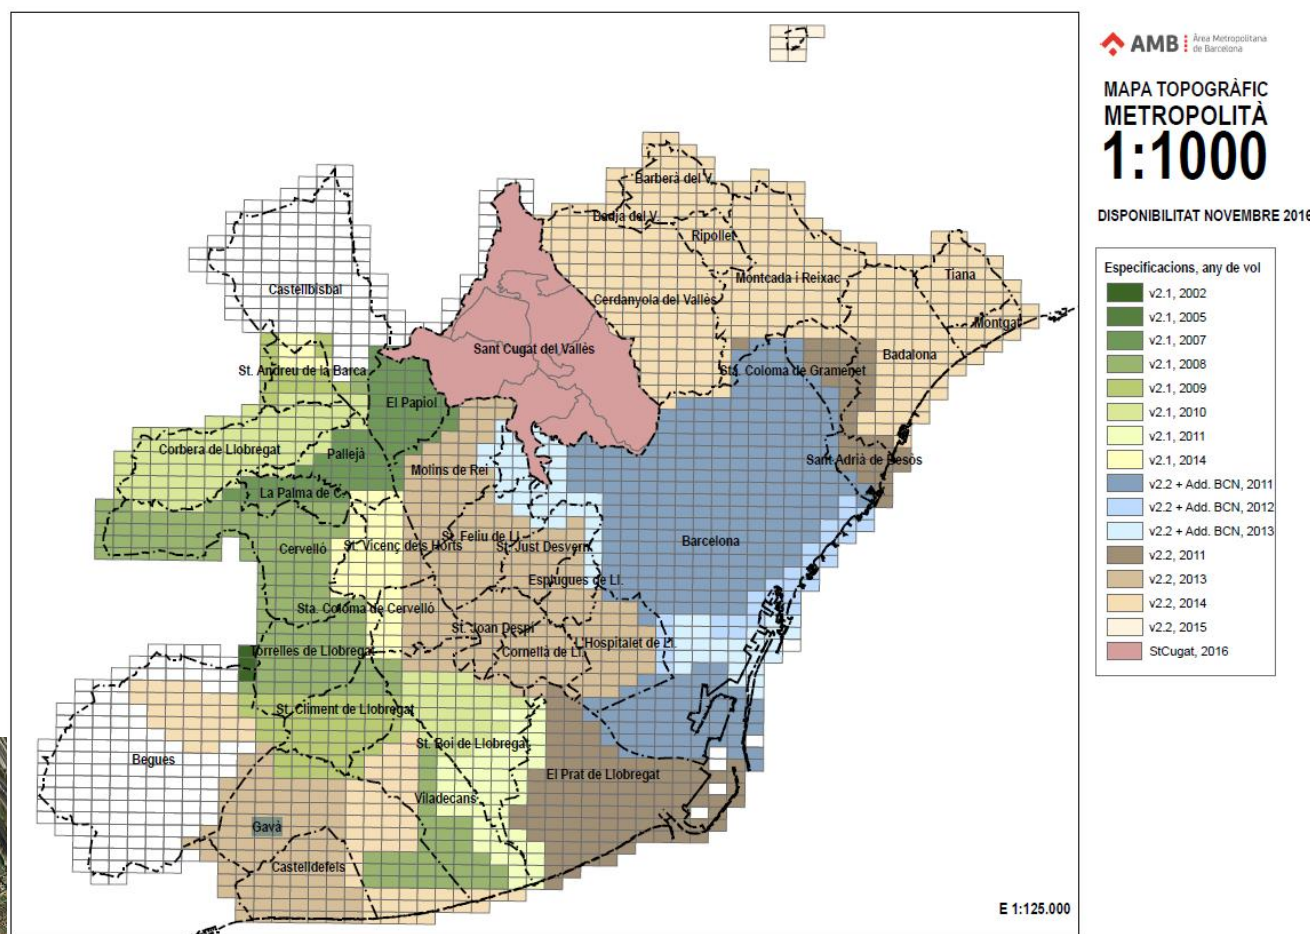 AMB Àrea Metropolitana
de Barcelona
MAPA TOPOGRÀFIC
METROPOLITÀ
1:1000
DISPONIBILITAT NOVEMBRE 2016
Especificacions, any de vol
v2.1, 2002
v2.1, 2005
v2.1, 2007
v2.1, 2008
v2.1, 2009
v2.1, 2010
v2.1, 2011
v2.1, 2014
v2.2 + Add. BCN, 2011
v2.2 + Add. BCN, 2012
v2.2 + Add. BCN, 2013
v2.2, 2011
v2.2, 2013
v2.2, 2014
v2.2, 2015
StCugat, 2016
Barberà del V.
Badia del V.
Ripollet
Montcada i Reixac
Tiana
Castellbisbal
Cerdanyola del Vallès
Montgat
Sant Cugat del Vallès
Badalona
St. Andreu de la Barca
Sta. Coloma de Gramenet
El Papiol
Corbera de Llobregat
Pallejà
Molins de Rei
Sant Adrià de Besòs
La Palma de C.
St. Feliu de Ll.
Cervelló
St. Vicenç dels Horts
St. Just Desvern
Barcelona
Esplugues de Ll.
Sta. Coloma de Cervelló
St. Joan Despí
Torrelles de Llobregat
Cornellà de Ll.
L'Hospitalet de Ll.
St. Climent de Llobregat
St. Boi de Llobregat
Begues
El Prat de Llobregat
Viladecans
Gavà
Castelldefels
E 1:125.000